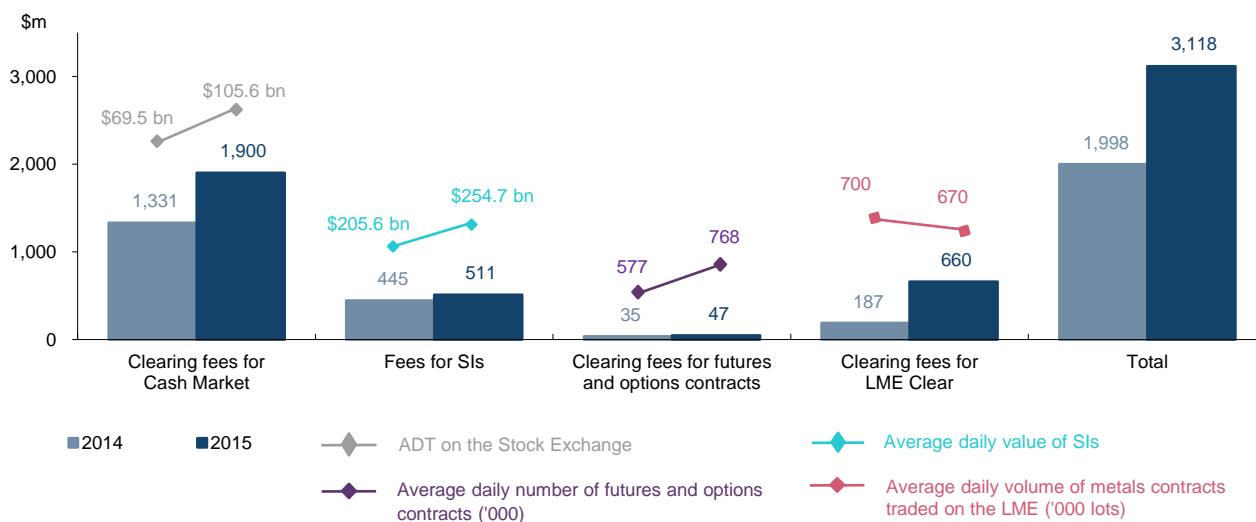 $m
3,118
3,000
$105.6 bn
$69.5 bn
1,900
1,998
2,000
700
$254.7 bn
670
1,331
$205.6 bn
768
1,000
577
660
445
511
187
35
47
0
Clearing fees for
Cash Market
Fees for SIs
Clearing fees for futures
and options contracts
Clearing fees for
LME Clear
Total
2014
2015
ADT on the Stock Exchange
Average daily value of SIs
Average daily number of futures and options
contracts ('000)
Average daily volume of metals contracts
traded on the LME ('000 lots)